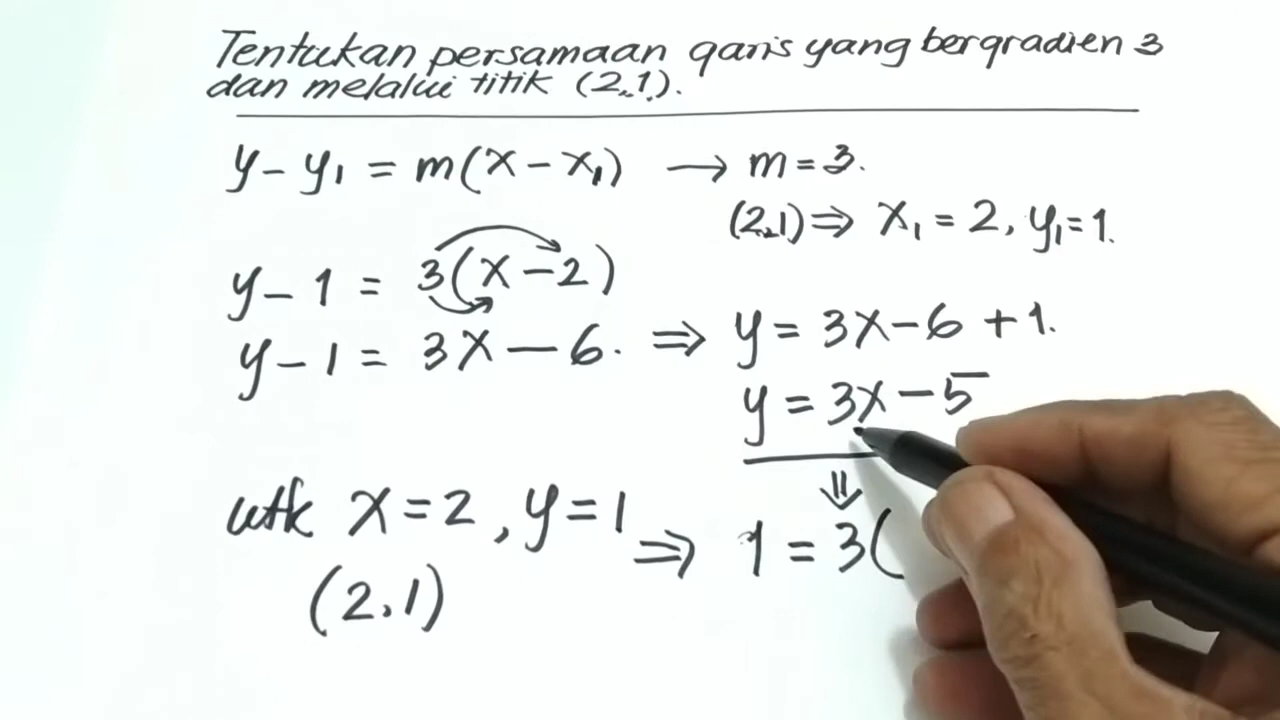 Tentukan persamaan garis yang bergradien 3
dan melalui titik (2,1).
y - y₁ = m(x - x₁) → m = 3.
(2,1) ⇒ x₁ = 2, y₁ = 1.
y - 1 = 3(x - 2)
y - 1 = 3x - 6. ⇒ y = 3x - 6 + 1.
y = 3x - 5
⇓
utk x = 2, y = 1 ⇒ 1 = 3(
(2,1)